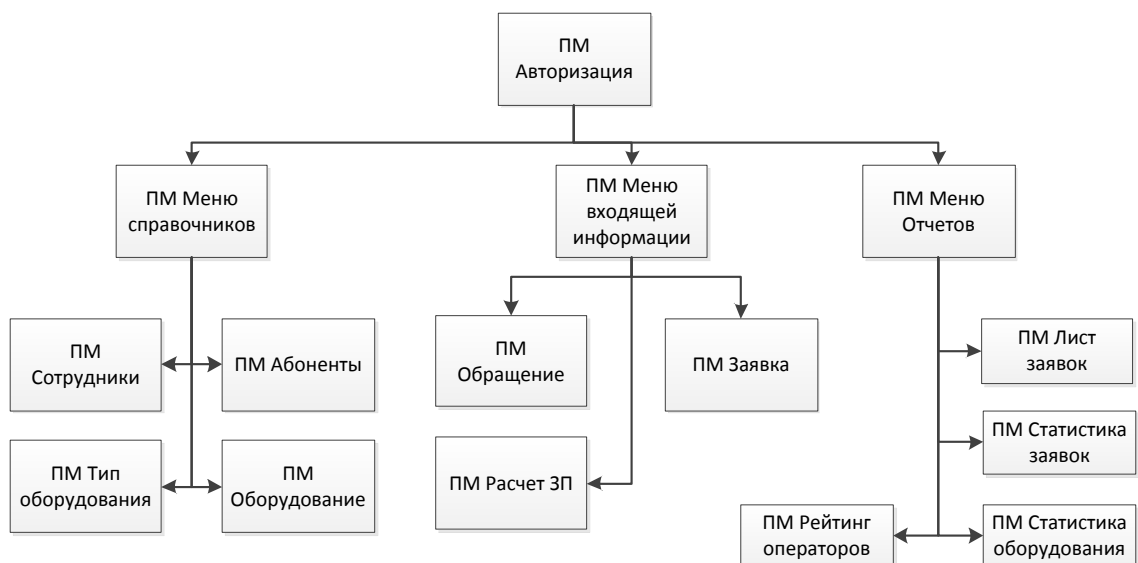 ПМ
Авторизация
ПМ Меню
справочников
ПМ Меню
входящей
информации
ПМ Меню
Отчетов
ПМ
Сотрудники
ПМ Абоненты
ПМ
Обращение
ПМ Заявка
ПМ Лист
заявок
ПМ Тип
оборудования
ПМ
Оборудование
ПМ Расчет ЗП
ПМ Статистика
заявок
ПМ Рейтинг
операторов
ПМ Статистика
оборудования